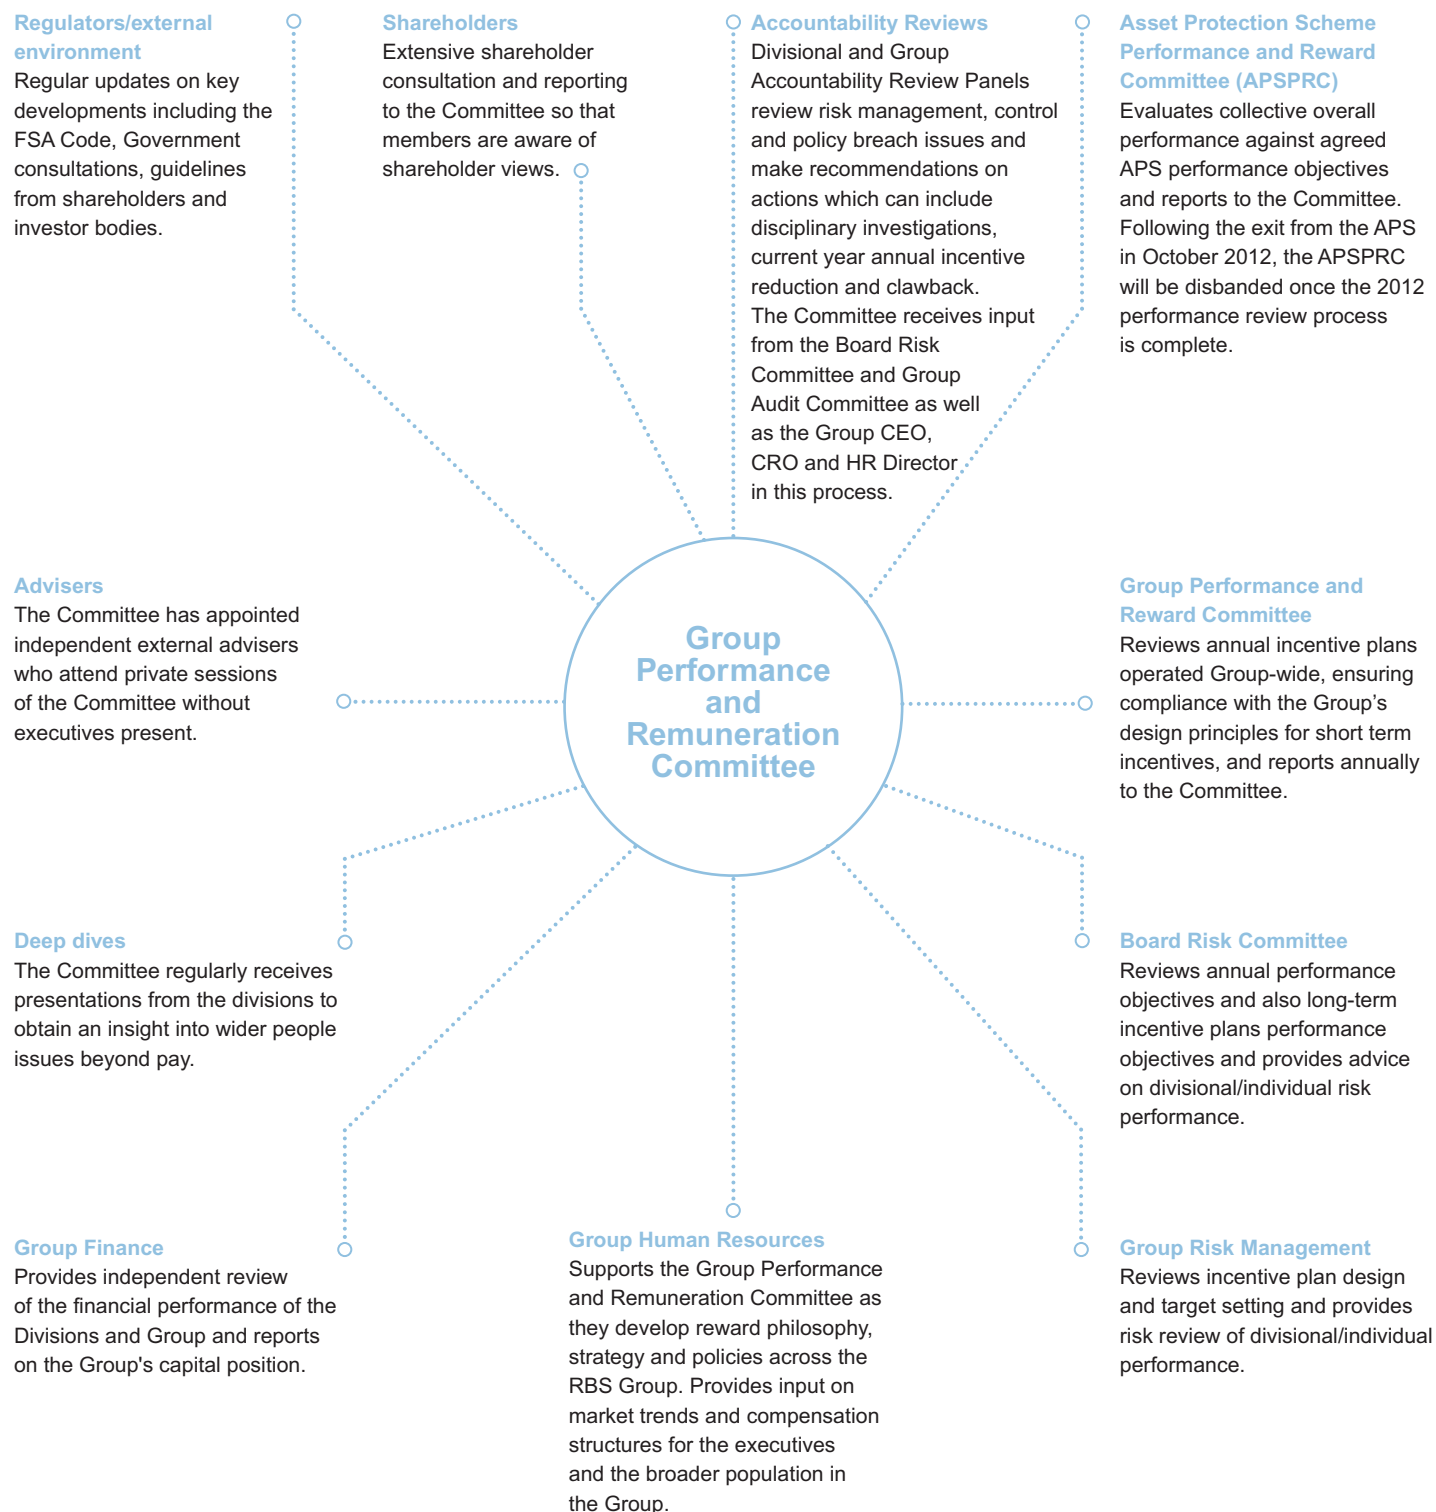 Regulators/external
environment
Regular updates on key
developments including the
FSA Code, Government
consultations, guidelines
from shareholders and
investor bodies.
Shareholders
Extensive shareholder
consultation and reporting
to the Committee so that
members are aware of
shareholder views.
Accountability Reviews
Divisional and Group
Accountability Review Panels
review risk management, control
and policy breach issues and
make recommendations on
actions which can include
disciplinary investigations,
current year annual incentive
reduction and clawback.
The Committee receives input
from the Board Risk
Committee and Group
Audit Committee as well
as the Group CEO,
CRO and HR Director
in this process.
Asset Protection Scheme
Performance and Reward
Committee (APSPRC)
Evaluates collective overall
performance against agreed
APS performance objectives
and reports to the Committee.
Following the exit from the APS
in October 2012, the APSPRC
will be disbanded once the 2012
performance review process
is complete.
Advisers
The Committee has appointed
independent external advisers
who attend private sessions
of the Committee without
executives present.
Group
Performance
and
Remuneration
Committee
Group Performance and
Reward Committee
Reviews annual incentive plans
operated Group-wide, ensuring
compliance with the Group’s
design principles for short term
incentives, and reports annually
to the Committee.
Deep dives
The Committee regularly receives
presentations from the divisions to
obtain an insight into wider people
issues beyond pay.
Board Risk Committee
Reviews annual performance
objectives and also long-term
incentive plans performance
objectives and provides advice
on divisional/individual risk
performance.
Group Finance
Provides independent review
of the financial performance of the
Divisions and Group and reports
on the Group's capital position.
Group Human Resources
Supports the Group Performance
and Remuneration Committee as
they develop reward philosophy,
strategy and policies across the
RBS Group. Provides input on
market trends and compensation
structures for the executives
and the broader population in
the Group.
Group Risk Management
Reviews incentive plan design
and target setting and provides
risk review of divisional/individual
performance.